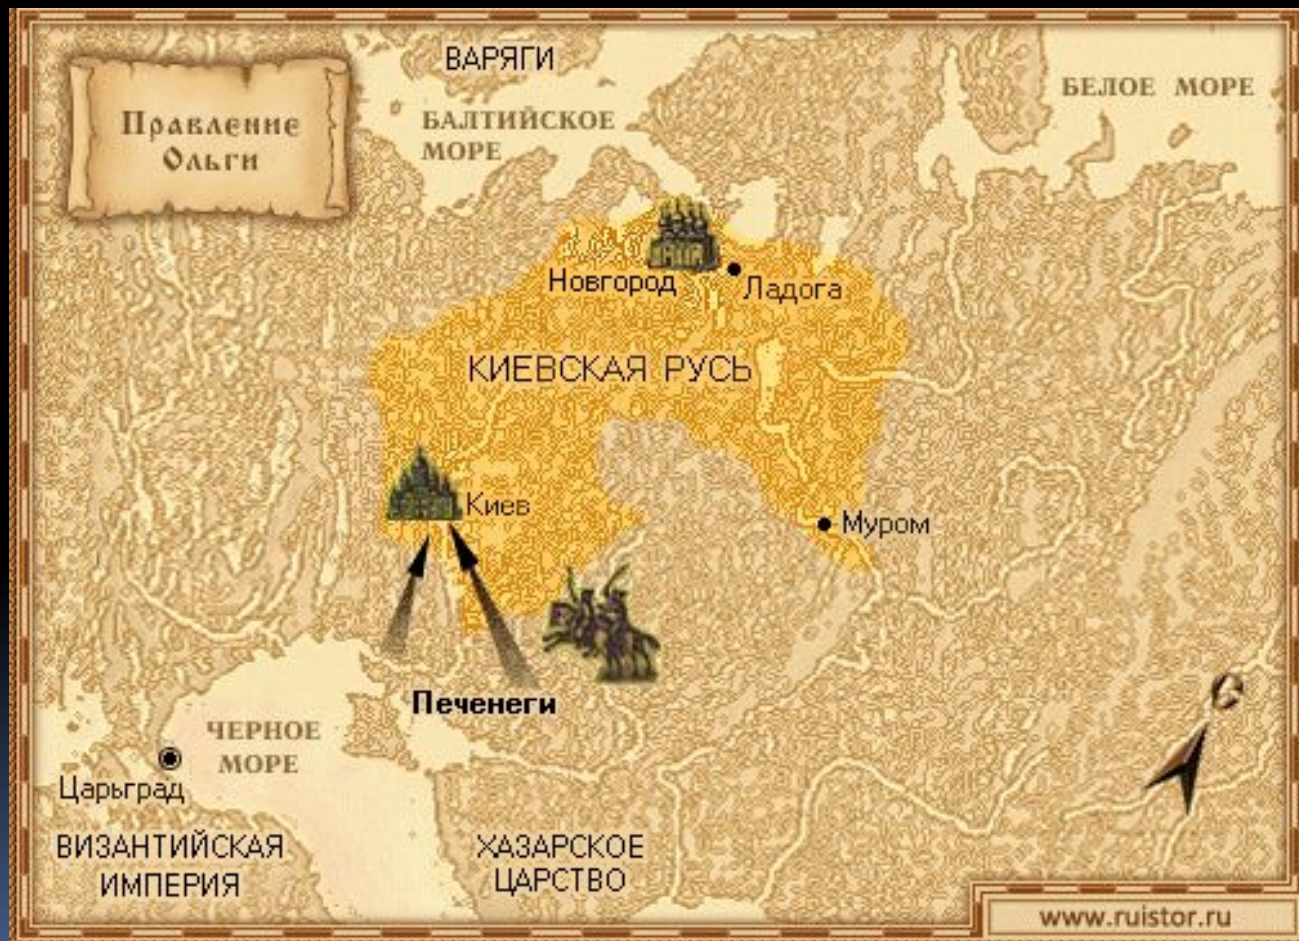 ВАРЯГИ
БЕЛОЕ МОРЕ
Правление
Ольги
БАЛТИЙСКОЕ
МОРЕ
Новгород
Ладога
КИЕВСКАЯ РУСЬ
Киев
Муром
Печенеги
С
ЧЕРНОЕ
МОРЕ
Царьград
ВИЗАНТИЙСКАЯ
ИМПЕРИЯ
ХАЗАРСКОЕ
ЦАРСТВО
www.ruistor.ru